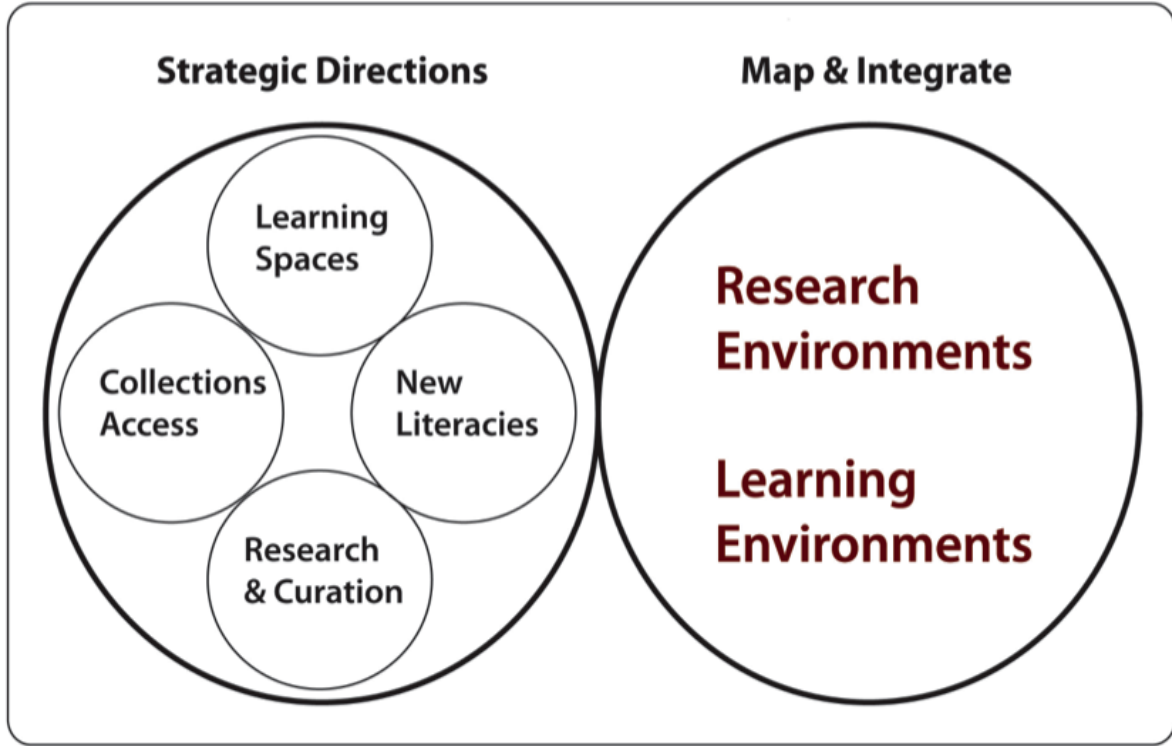 Strategic Directions
Map & Integrate
Learning
Spaces
Collections
Access
New
Literacies
Research
& Curation
Research
Environments
Learning
Environments